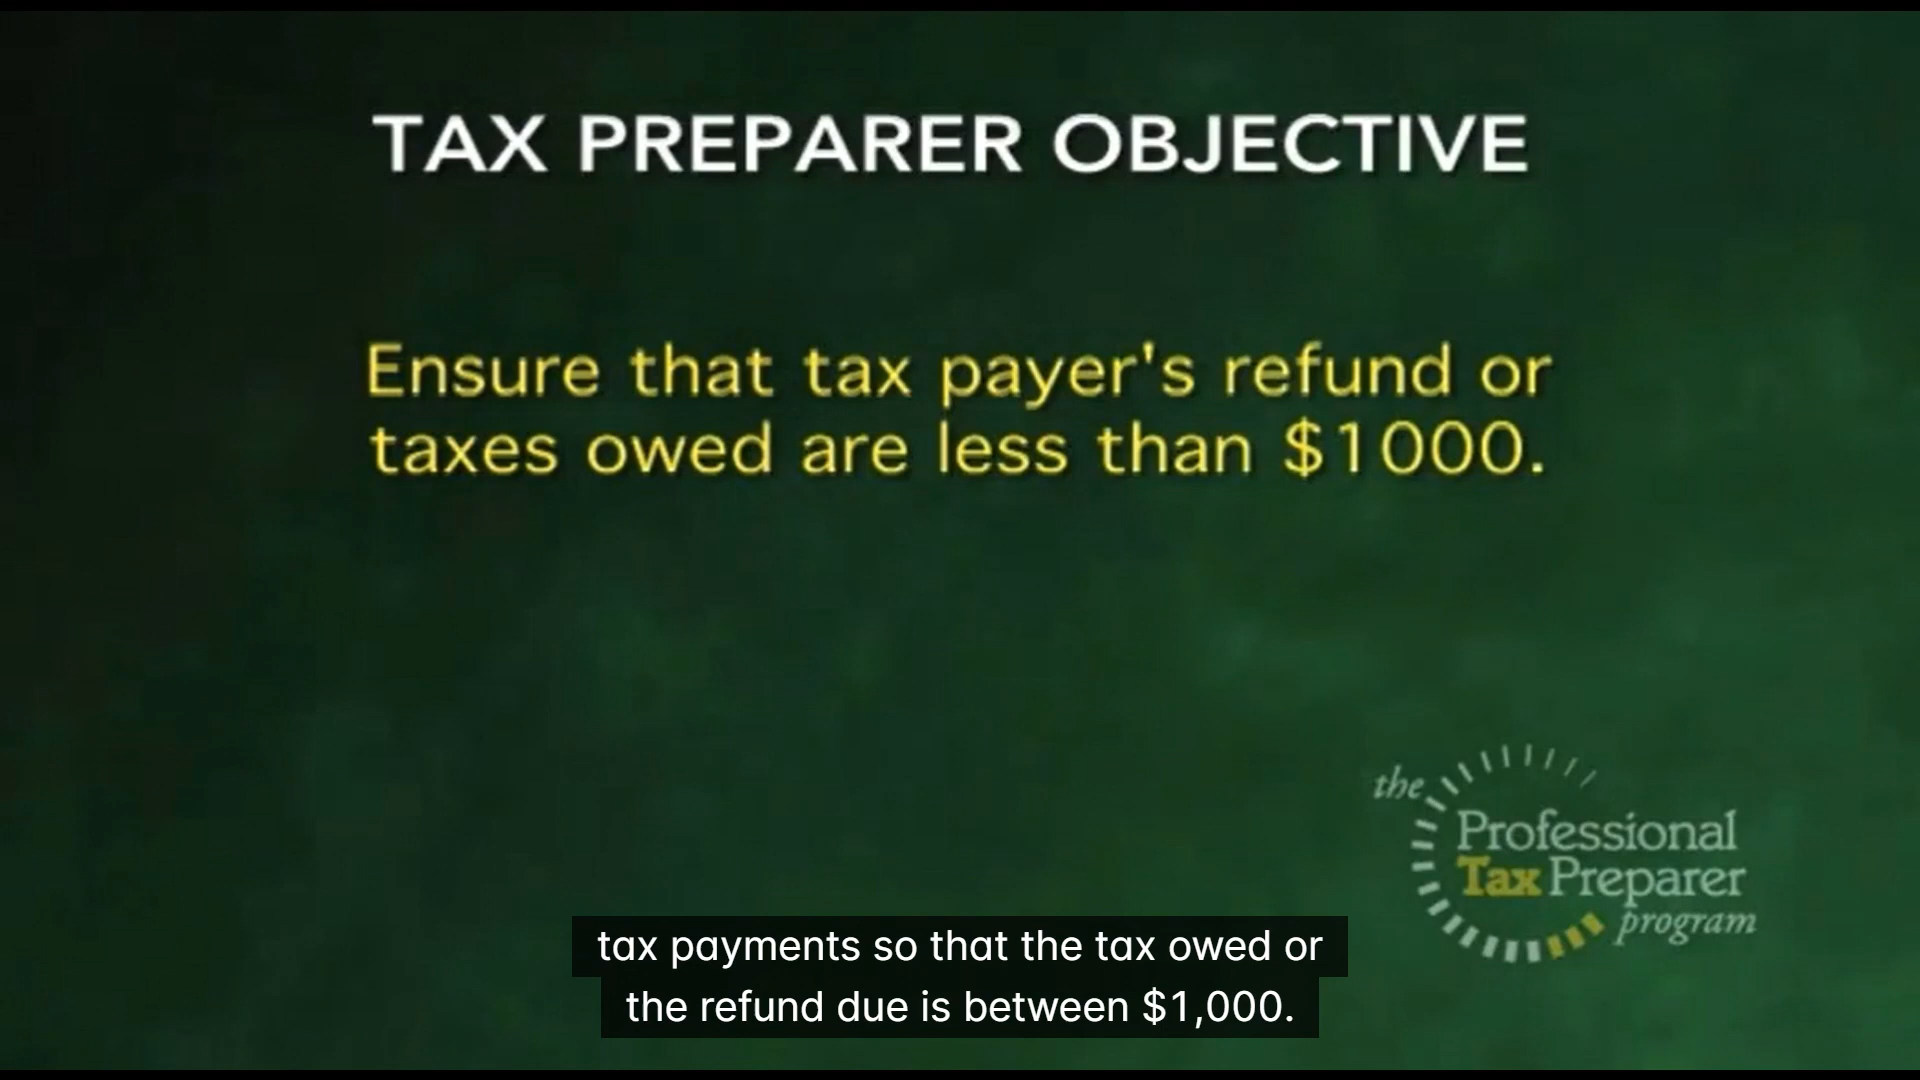 TAX PREPARER OBJECTIVE
Ensure that tax payer's refund or
taxes owed are less than $1000.
the
Professional
Tax Preparer
program
tax payments so that the tax owed or
the refund due is between $1,000.